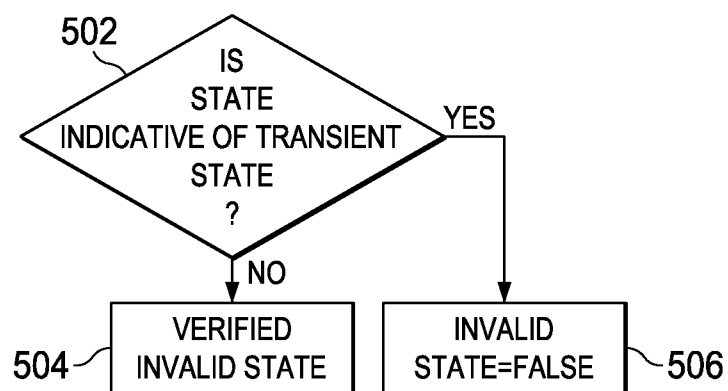 502
IS
STATE
INDICATIVE OF TRANSIENT
STATE
?
YES
NO
504
VERIFIED
INVALID STATE
INVALID
STATE=FALSE
506